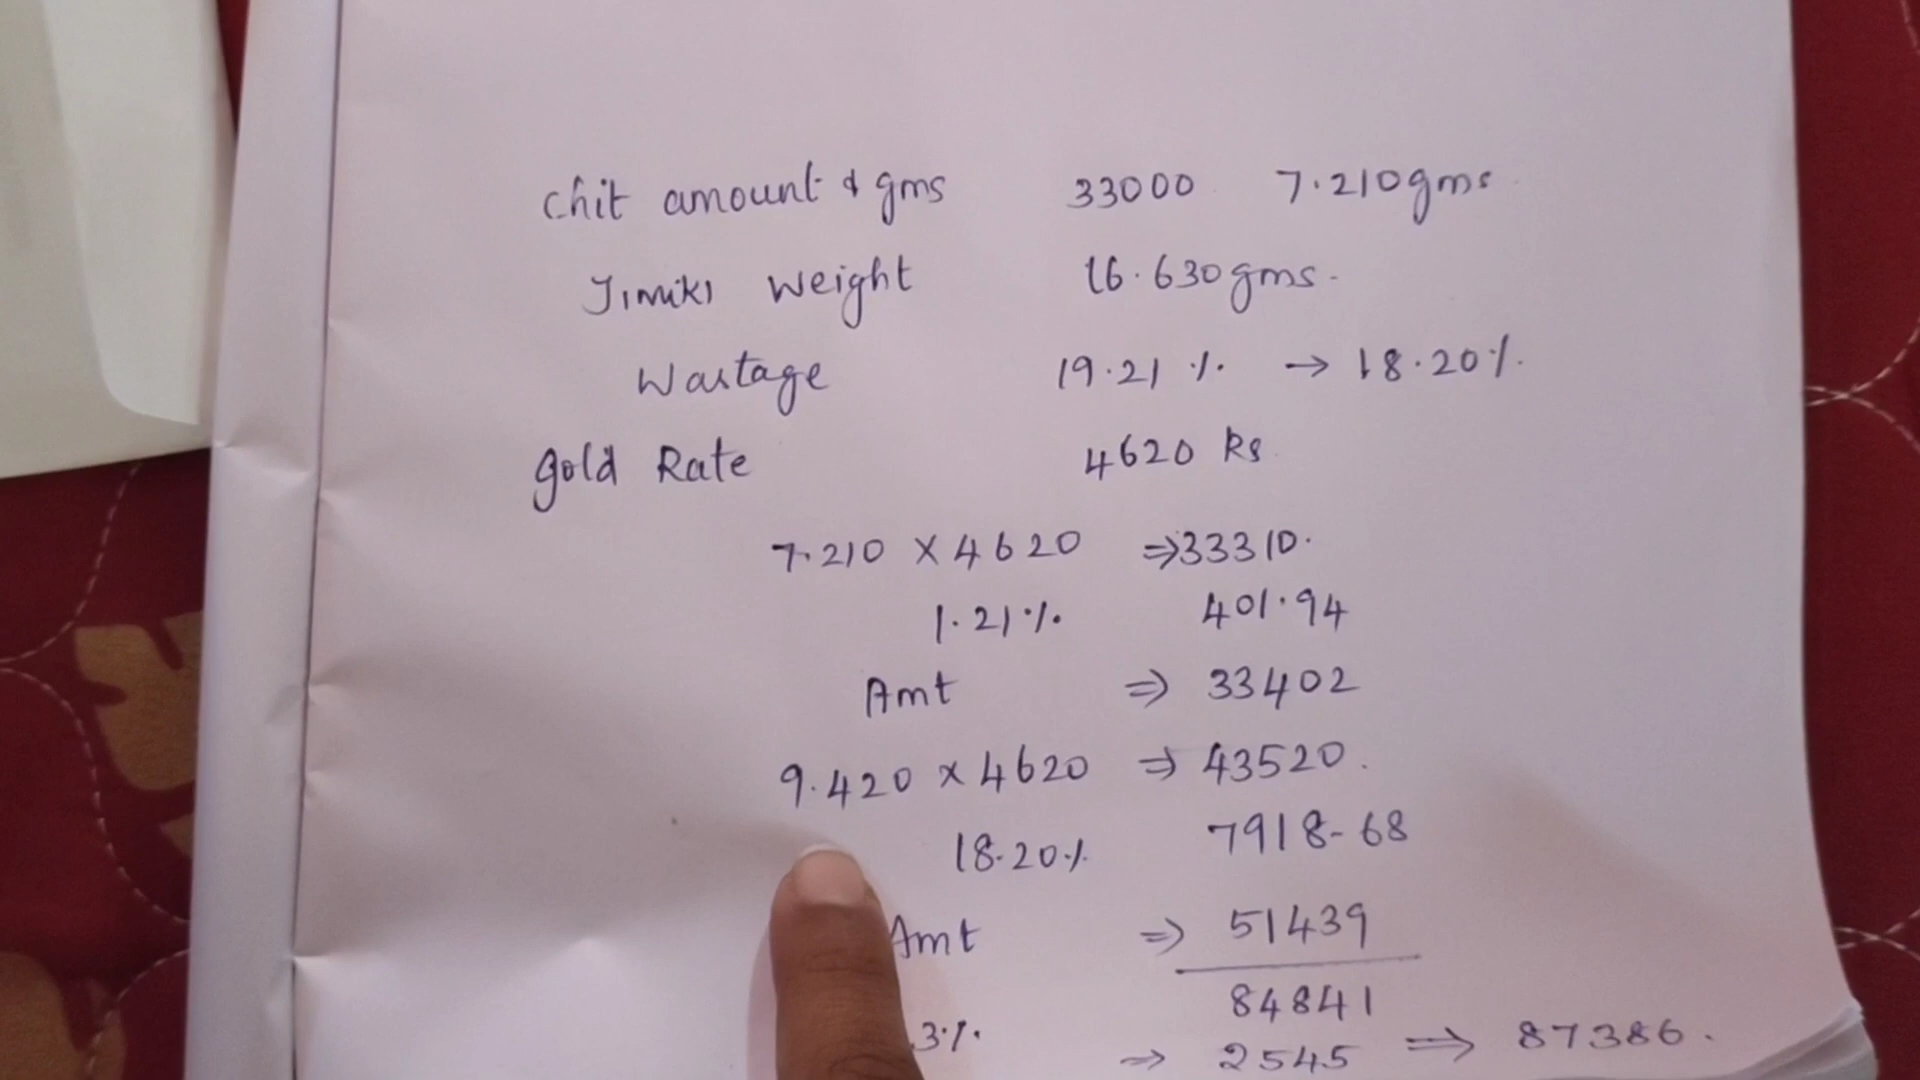 Chit amount & gms 33000 7.210gms
Jimiki Weight 16.630gms.
Wastage 19.21 % → 18.20%.
Gold Rate 4620 Rs
7.210 X 4620 ⇒33310.
1.21%. 401.94
Amt ⇒ 33402
9.420 x 4620 ⇒ 43520.
18.20% 7918-68
Amt ⇒ 51439
84841
3%. ⇒ 2545 ⇒ 87386.